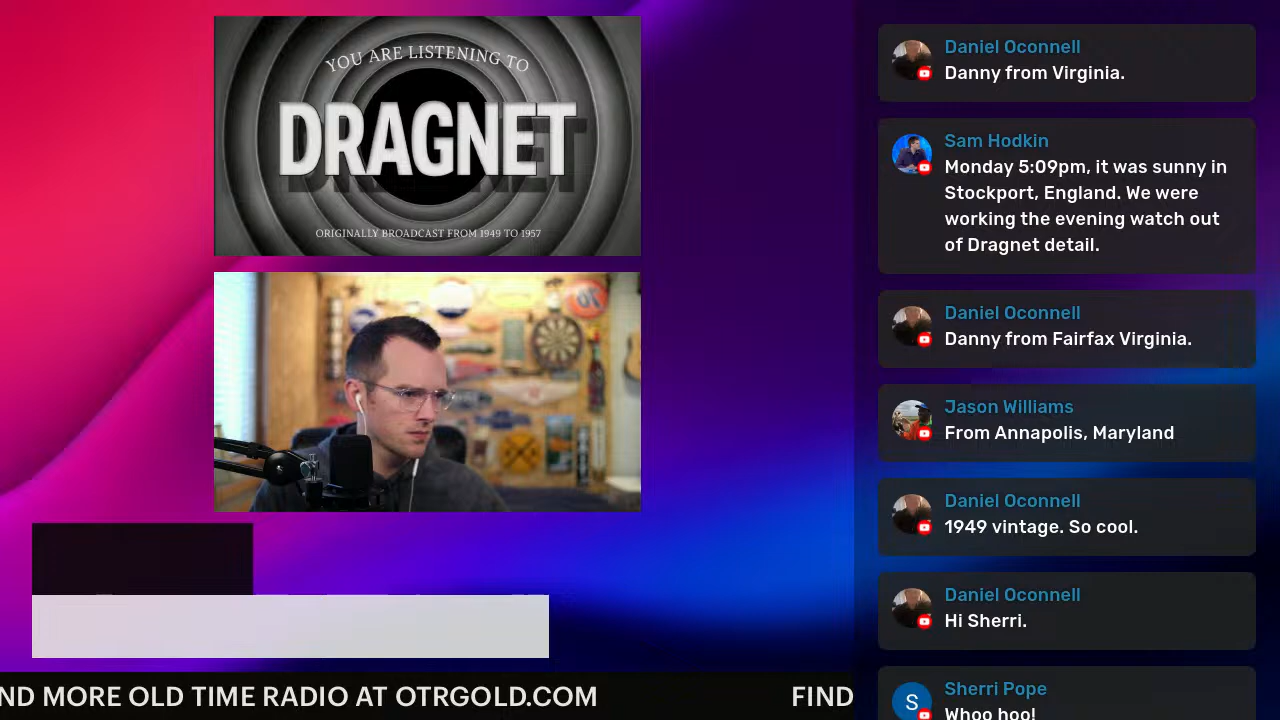 YOU ARE LISTENING TO
DRAGNET
ORIGINALLY BROADCAST FROM 1949 TO 1957
70
ND MORE OLD TIME RADIO AT OTRGOLD.COM
FIND
Daniel Oconnell
Danny from Virginia.
Sam Hodkin
Monday 5:09pm, it was sunny in
Stockport, England. We were
working the evening watch out
of Dragnet detail.
Daniel Oconnell
Danny from Fairfax Virginia.
Jason Williams
From Annapolis, Maryland
Daniel Oconnell
1949 vintage. So cool.
Daniel Oconnell
Hi Sherri.
S
Sherri Pope
Whoo hoo!